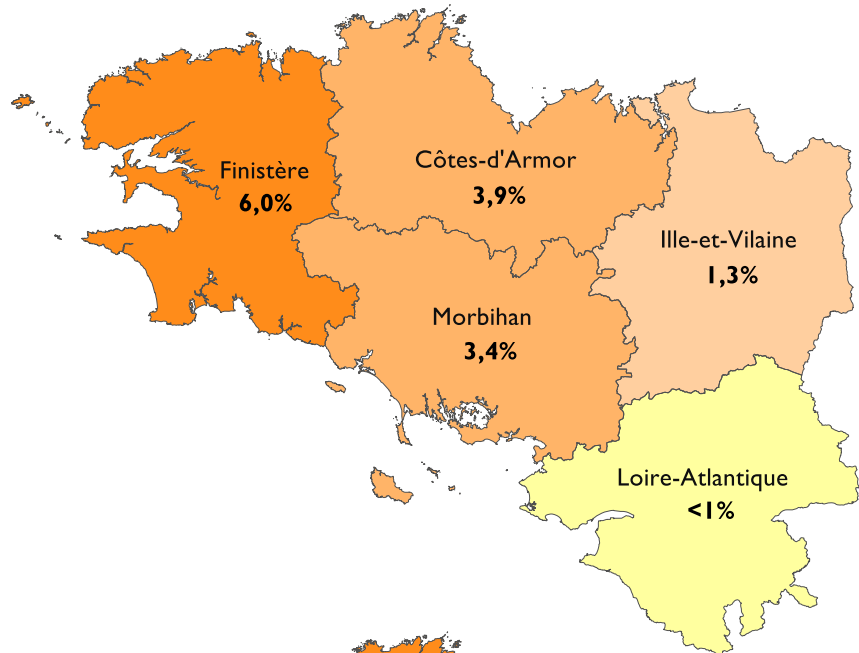 Finistère
6,0%
Côtes-d'Armor
3,9%
Ille-et-Vilaine
1,3%
Morbihan
3,4%
Loire-Atlantique
<1%